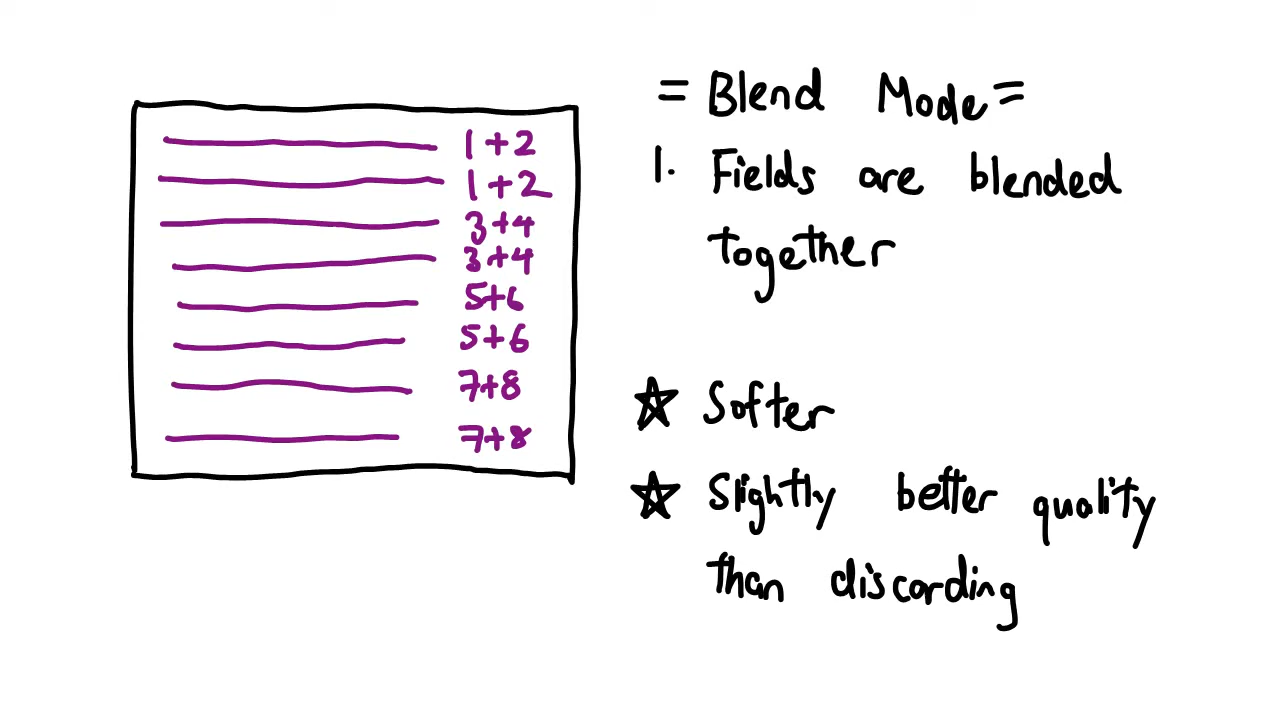 1+2
1+2
3+4
3+4
5+6
5+6
7+8
7+8
= Blend Mode =
1. Fields are blended
together
☆ Softer
☆ Slightly better quality
than discarding